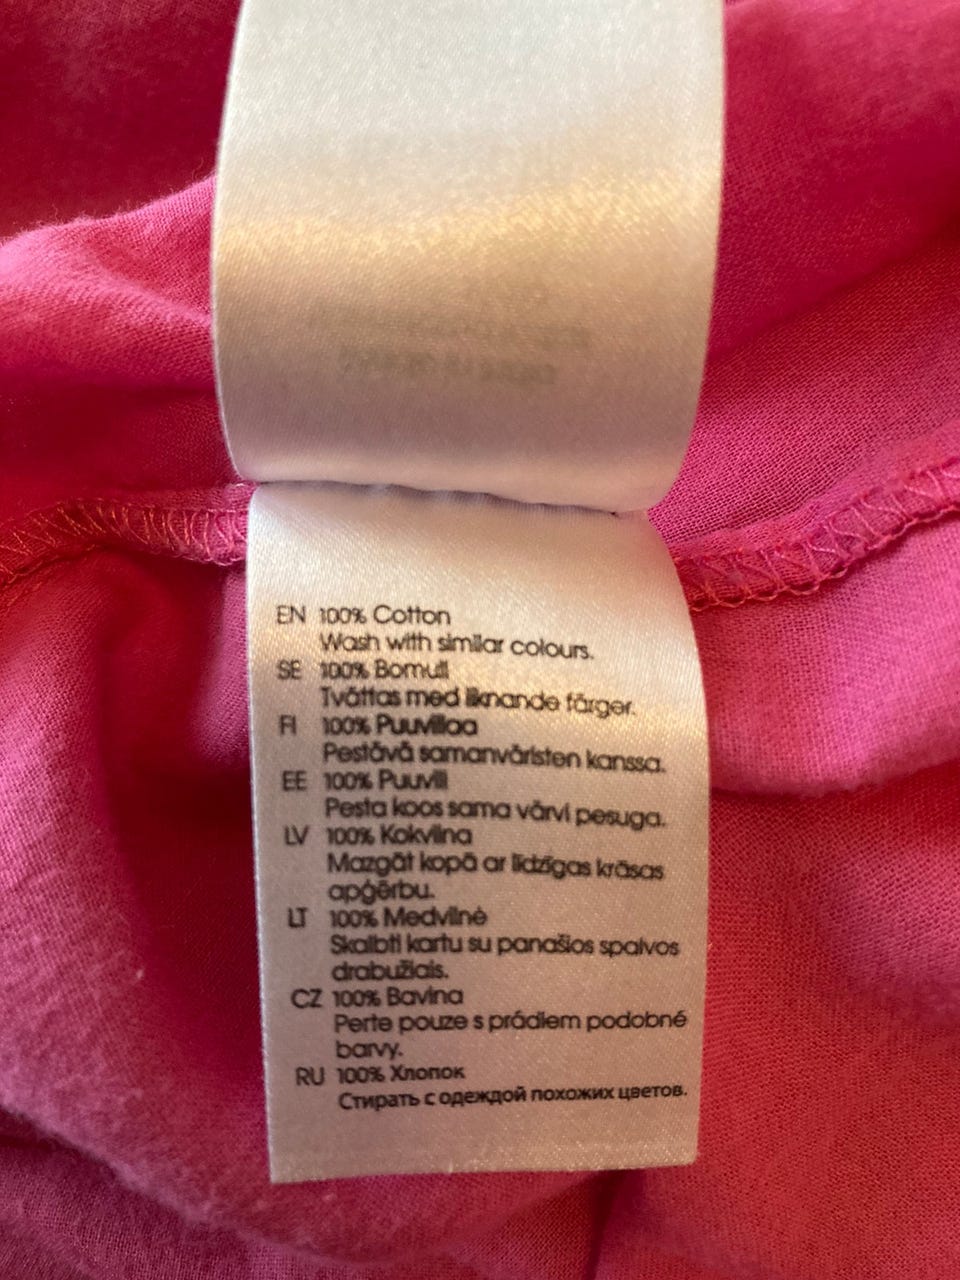 EN 100% Cotton
Wash with similar colours.
SE 100% Bomull
Tvättas med liknande färger.
FI 100% Puuvillaa
Pestävä samanväristen kanssa.
EE 100% Puuvill
Pesta koos sama värvi pesuga.
LV 100% Kokvilna
Mazgāt kopā ar līdzīgas krāsas
apģērbu.
LT 100% Medvilnė
Skalbti kartu su panašios spalvos
drabužiais.
CZ 100% Bavlna
Perte pouze s prádlem podobné
barvy.
RU 100% Хлопок
Стирать с одеждой похожих цветов.